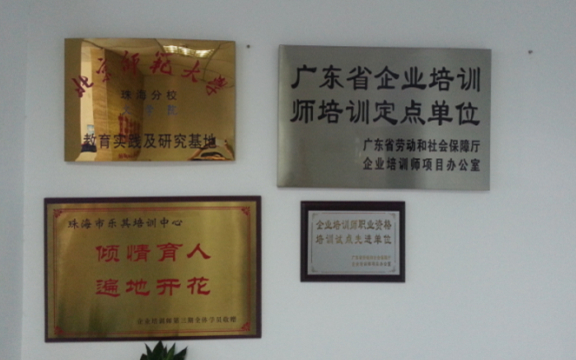 北京师范大学
珠海分校
教育实践及研究基地
广东省企业培训
师培训定点单位
广东省劳动和社会保障厅
企业培训师项目办公室
珠海市乐其培训中心
倾情育人
遍地开花
企业培训师职业资格
培训试点先进单位